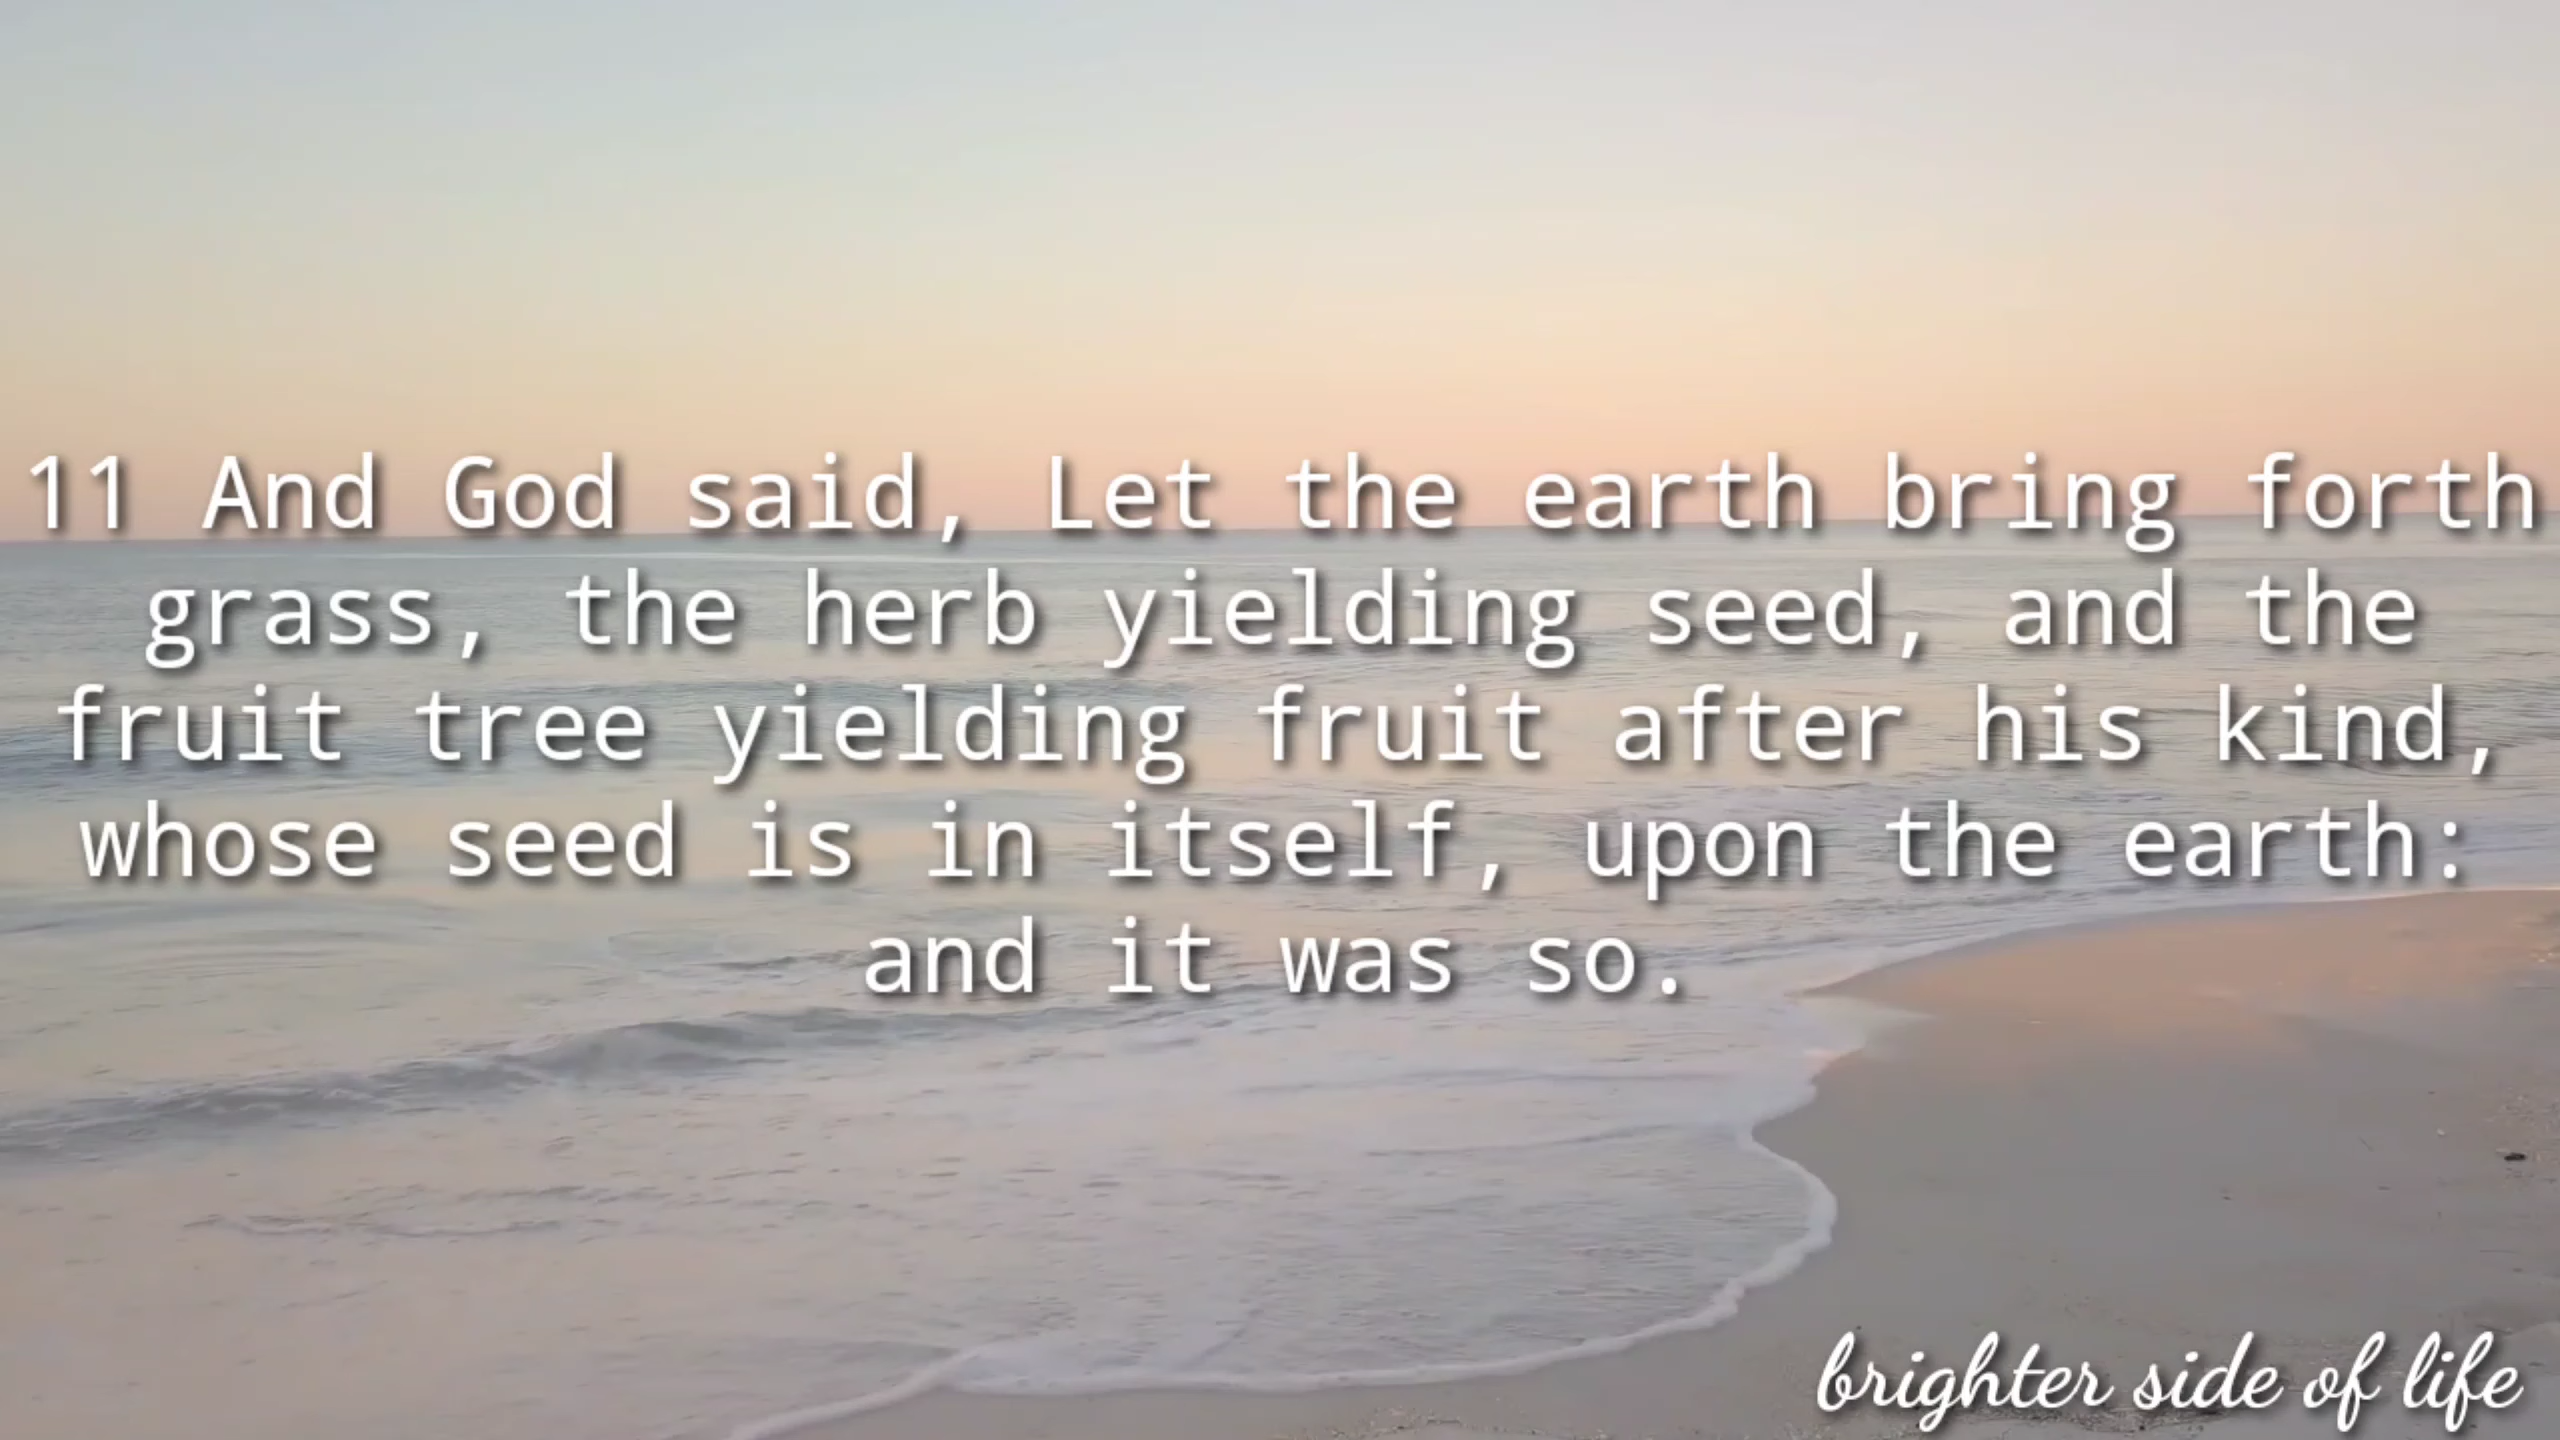 11 And God said, Let the earth bring forth
grass, the herb yielding seed, and the
fruit tree yielding fruit after his kind,
whose seed is in itself, upon the earth:
and it was so.
brighter side of life